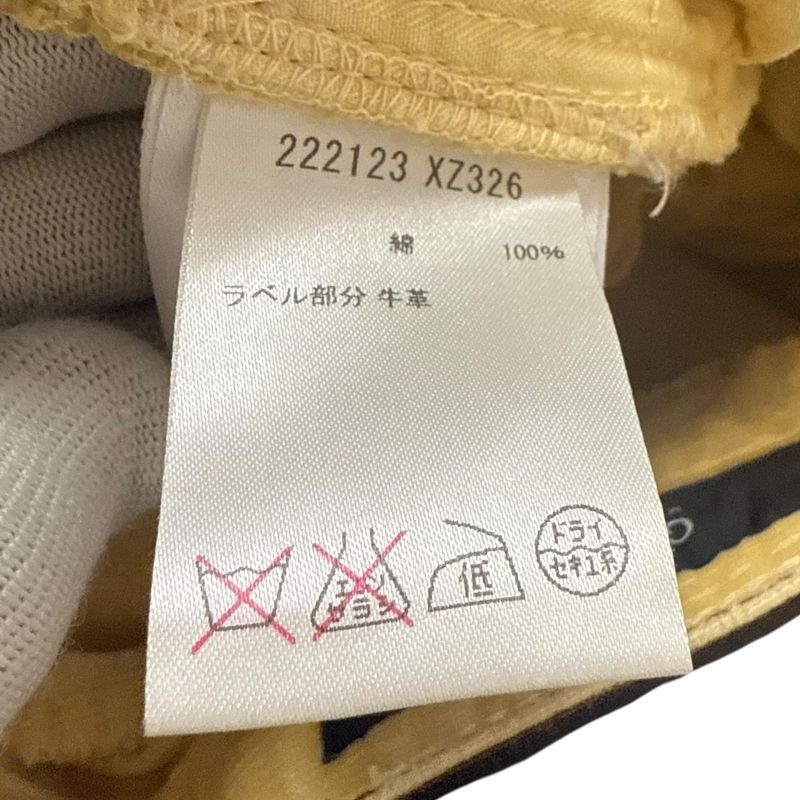 222123 XZ326
綿 100%
ラベル部分 牛革
エンソ
サラシ
低
ドライ
セキユ系